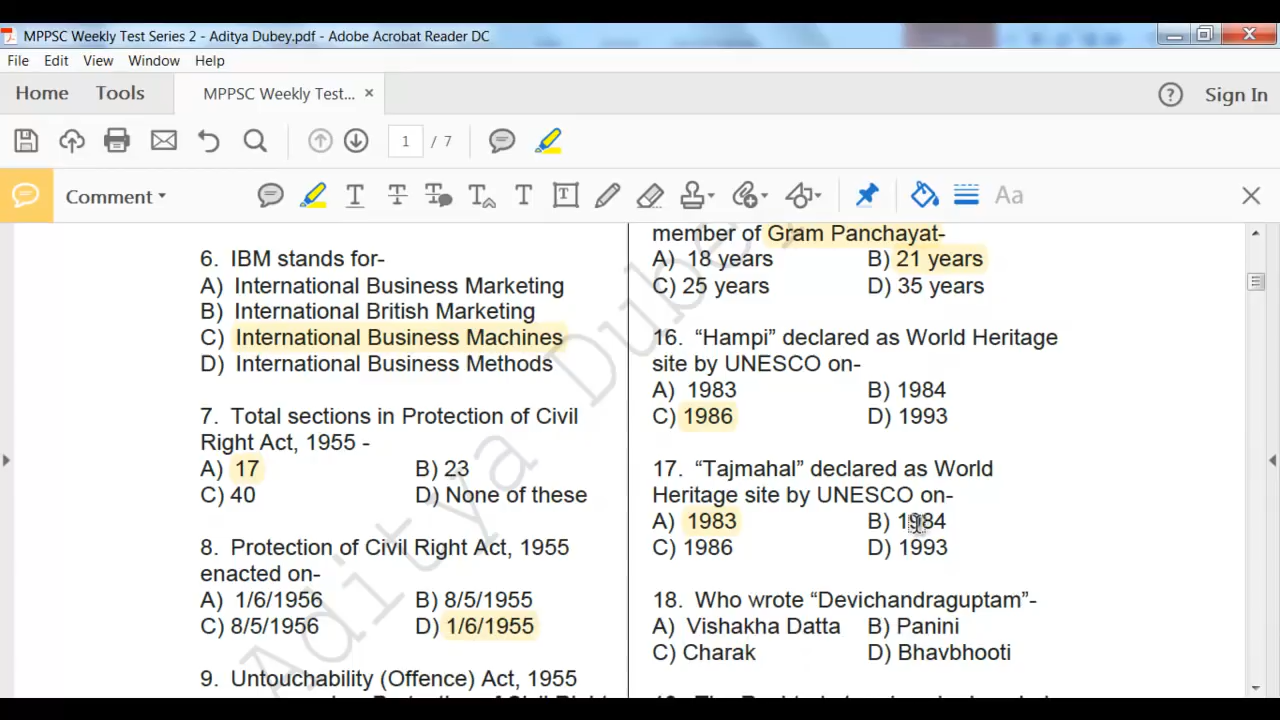 MPPSC Weekly Test Series 2 - Aditya Dubey.pdf - Adobe Acrobat Reader DC
File Edit View Window Help
Home Tools MPPSC Weekly Test... × Sign In
1 / 7
Comment
Aa
6. IBM stands for-
A) International Business Marketing
B) International British Marketing
C) International Business Machines
D) International Business Methods
7. Total sections in Protection of Civil
Right Act, 1955 -
A) 17 B) 23
C) 40 D) None of these
8. Protection of Civil Right Act, 1955
enacted on-
A) 1/6/1956 B) 8/5/1955
C) 8/5/1956 D) 1/6/1955
9. Untouchability (Offence) Act, 1955
member of Gram Panchayat-
A) 18 years B) 21 years
C) 25 years D) 35 years
16. “Hampi” declared as World Heritage
site by UNESCO on-
A) 1983 B) 1984
C) 1986 D) 1993
17. “Tajmahal” declared as World
Heritage site by UNESCO on-
A) 1983 B) 1984
C) 1986 D) 1993
18. Who wrote “Devichandraguptam”-
A) Vishakha Datta B) Panini
C) Charak D) Bhavbhooti
Aditya Dubey